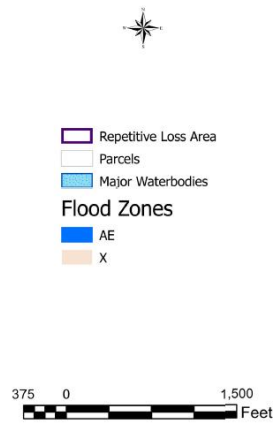 N
W E
S
Repetitive Loss Area
Parcels
Major Waterbodies
Flood Zones
AE
X
375 0 1,500
Feet